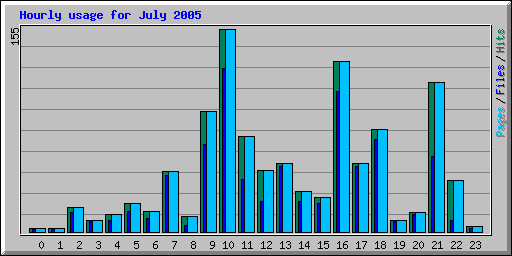 Hourly usage for July 2005
155
Pages / Files / Hits
0 1 2 3 4 5 6 7 8 9 10 11 12 13 14 15 16 17 18 19 20 21 22 23